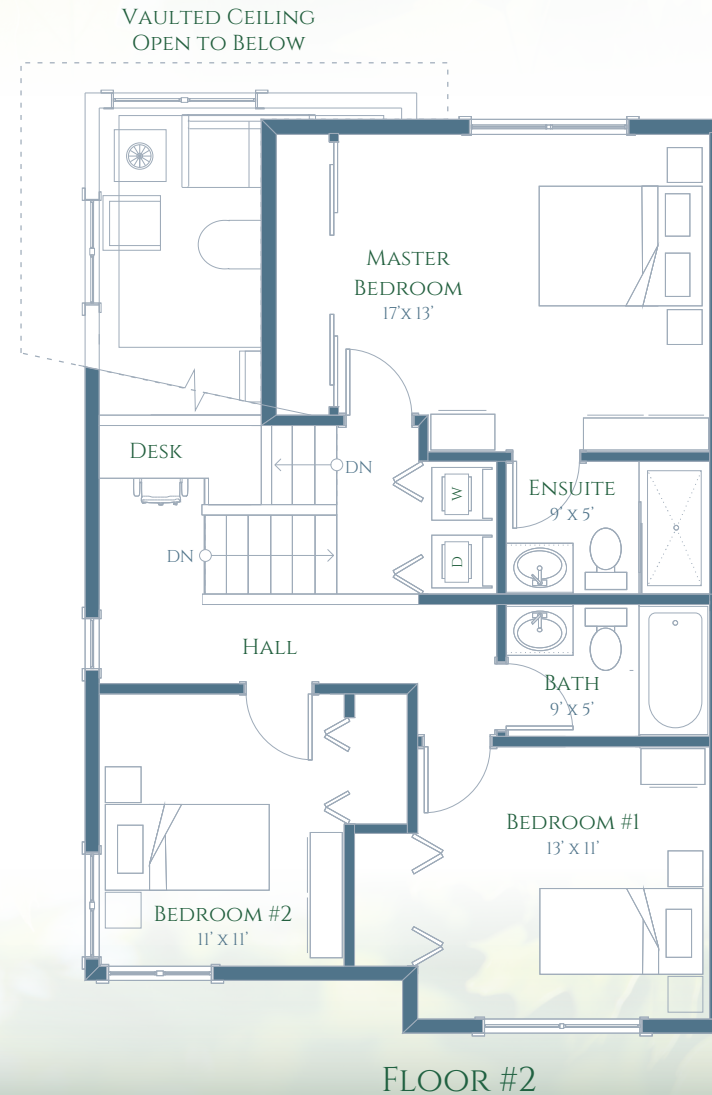 Vaulted Ceiling
Open to Below
Master
Bedroom
17'x 13'
Desk
DN
W
Ensuite
9' x 5'
DN
D
Hall
Bath
9' x 5'
Bedroom #1
13' x 11'
Bedroom #2
11' x 11'
Floor #2